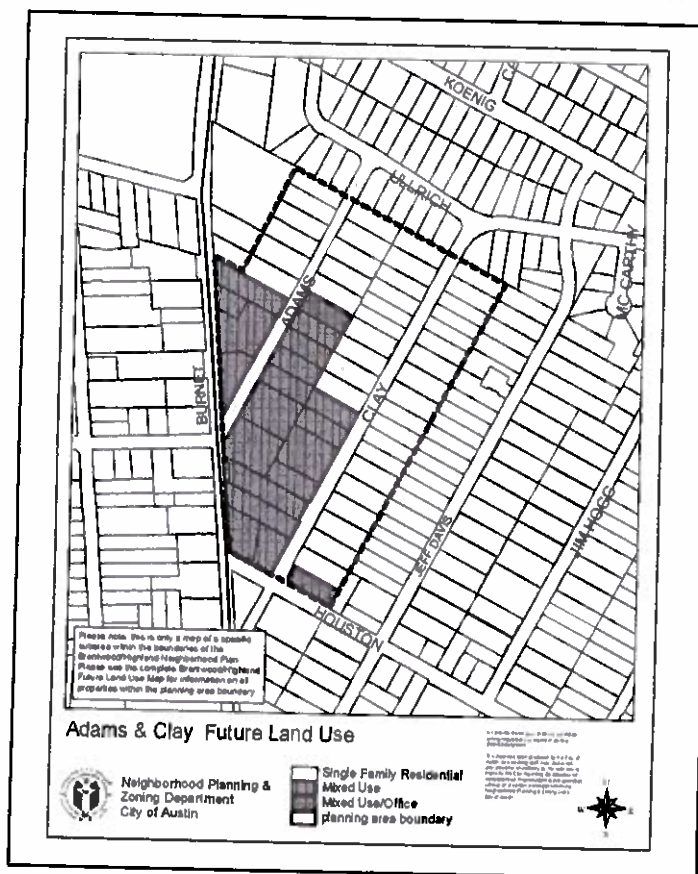 KOENIG
ULLRICH
MC CARTHY
ADAMS
BURNET
CLAY
JEFF DAVIS
JIM HOGG
HOUSTON
Please note: this is only a map of a specific
subarea within the boundaries of the
Brentwood/Highland Neighborhood Plan
Please see the complete Brentwood/Highland
Future Land Use Map for information on all
properties within the planning area boundary
Adams & Clay Future Land Use
Neighborhood Planning &
Zoning Department
City of Austin
Single Family Residential
Mixed Use
Mixed Use/Office
planning area boundary
N
W
E
S